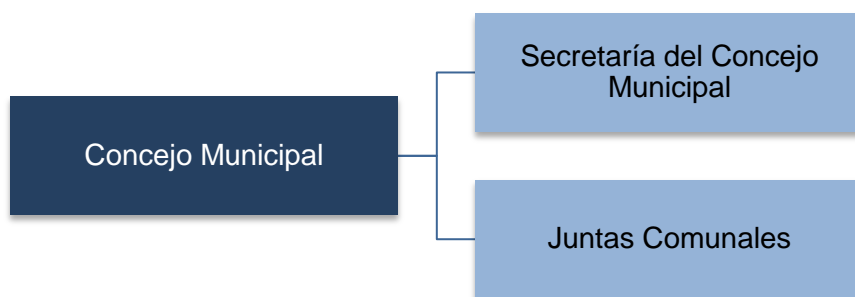 Secretaría del Concejo
Municipal
Concejo Municipal
Juntas Comunales